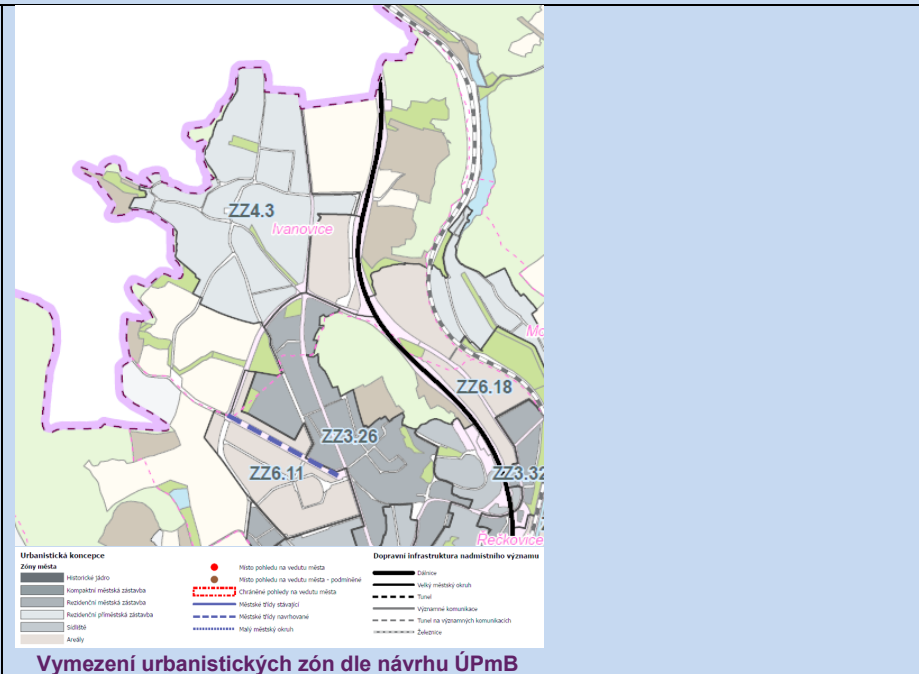 ZZ4.3
Ivanovice
Mo
ZZ6.18
ZZ3.26
ZZ6.11
ZZ3.32
Řečkovice
Urbanistická koncepce
Zóny města
Historické jádro
Kompaktní městská zástavba
Rezidenční městská zástavba
Rezidenční příměstská zástavba
Sídliště
Areály
Místo pohledu na vedutu města
Místo pohledu na vedutu města - podmíněné
Chráněné pohledy na vedutu města
Městské třídy stávající
Městské třídy navrhované
Malý městský okruh
Dopravní infrastruktura nadmístního významu
Dálnice
Velký městský okruh
Tunel
Významné komunikace
Tunel na významných komunikacích
Železnice
Vymezení urbanistických zón dle návrhu ÚPmB